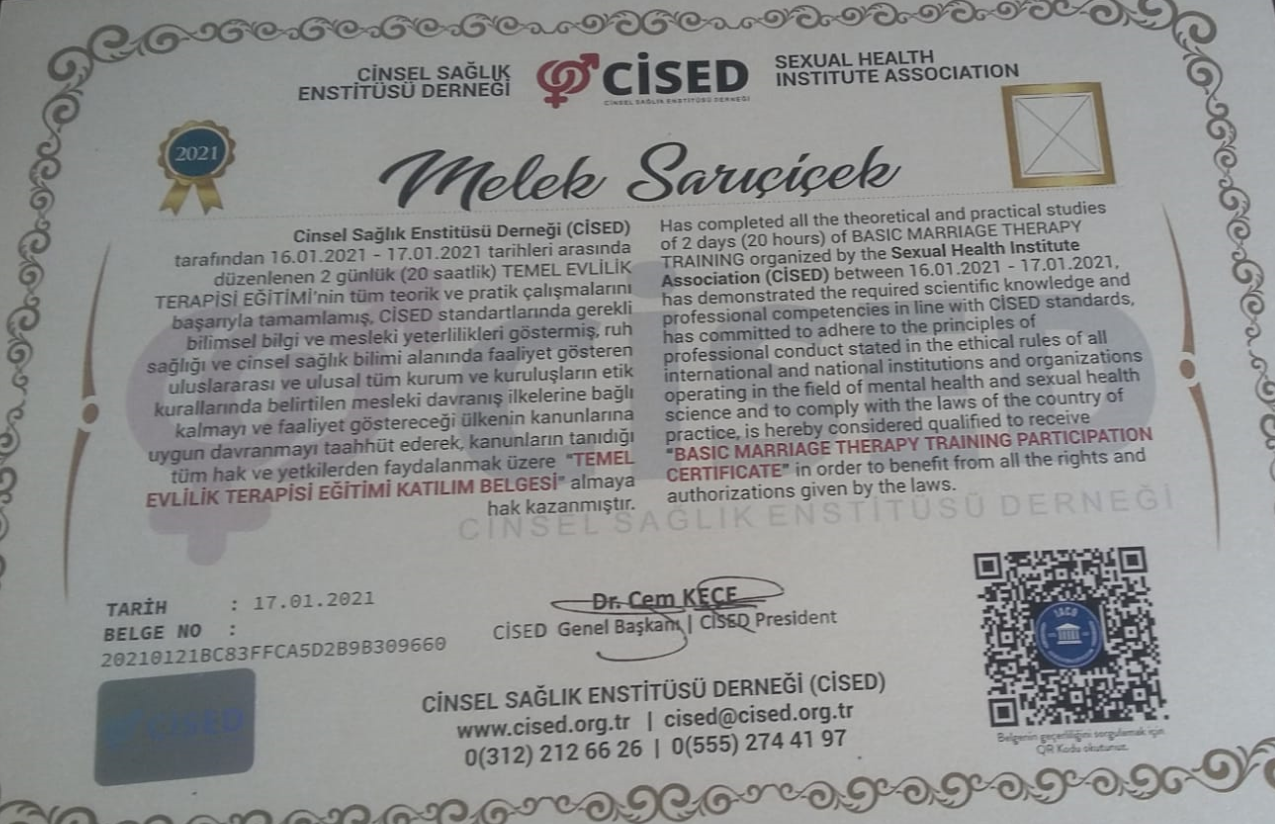 CİNSEL SAĞLIK
ENSTİTÜSÜ DERNEĞİ
CİSED
CİNSEL SAĞLIK ENSTİTÜSÜ DERNEĞİ
SEXUAL HEALTH
INSTITUTE ASSOCIATION
2021
Melek Sarıçiçek
Cinsel Sağlık Enstitüsü Derneği (CİSED)
tarafından 16.01.2021 - 17.01.2021 tarihleri arasında
düzenlenen 2 günlük (20 saatlik) TEMEL EVLİLİK
TERAPİSİ EĞİTİMİ'nin tüm teorik ve pratik çalışmalarını
başarıyla tamamlamış, CİSED standartlarında gerekli
bilimsel bilgi ve mesleki yeterlilikleri göstermiş, ruh
sağlığı ve cinsel sağlık bilimi alanında faaliyet gösteren
uluslararası ve ulusal tüm kurum ve kuruluşların etik
kurallarında belirtilen mesleki davranış ilkelerine bağlı
kalmayı ve faaliyet göstereceği ülkenin kanunlarına
uygun davranmayı taahhüt ederek, kanunların tanıdığı
tüm hak ve yetkilerden faydalanmak üzere "TEMEL
EVLİLİK TERAPİSİ EĞİTİMİ KATILIM BELGESİ" almaya
hak kazanmıştır.
Has completed all the theoretical and practical studies
of 2 days (20 hours) of BASIC MARRIAGE THERAPY
TRAINING organized by the Sexual Health Institute
Association (CİSED) between 16.01.2021 - 17.01.2021,
has demonstrated the required scientific knowledge and
professional competencies in line with CİSED standards,
has committed to adhere to the principles of
professional conduct stated in the ethical rules of all
international and national institutions and organizations
operating in the field of mental health and sexual health
science and to comply with the laws of the country of
practice, is hereby considered qualified to receive
"BASIC MARRIAGE THERAPY TRAINING PARTICIPATION
CERTIFICATE" in order to benefit from all the rights and
authorizations given by the laws.
CİNSEL SAĞLIK ENSTİTÜSÜ DERNEĞİ
TARİH : 17.01.2021
BELGE NO :
20210121BC83FFCA5D2B9B309660
Dr. Cem KEÇE
CİSED Genel Başkanı | CİSED President
CİSED
CİNSEL SAĞLIK ENSTİTÜSÜ DERNEĞİ (CİSED)
www.cised.org.tr | cised@cised.org.tr
0(312) 212 66 26 | 0(555) 274 41 97
Belgenin geçerliliğini sorgulamak için
QR Kodu okutunuz.